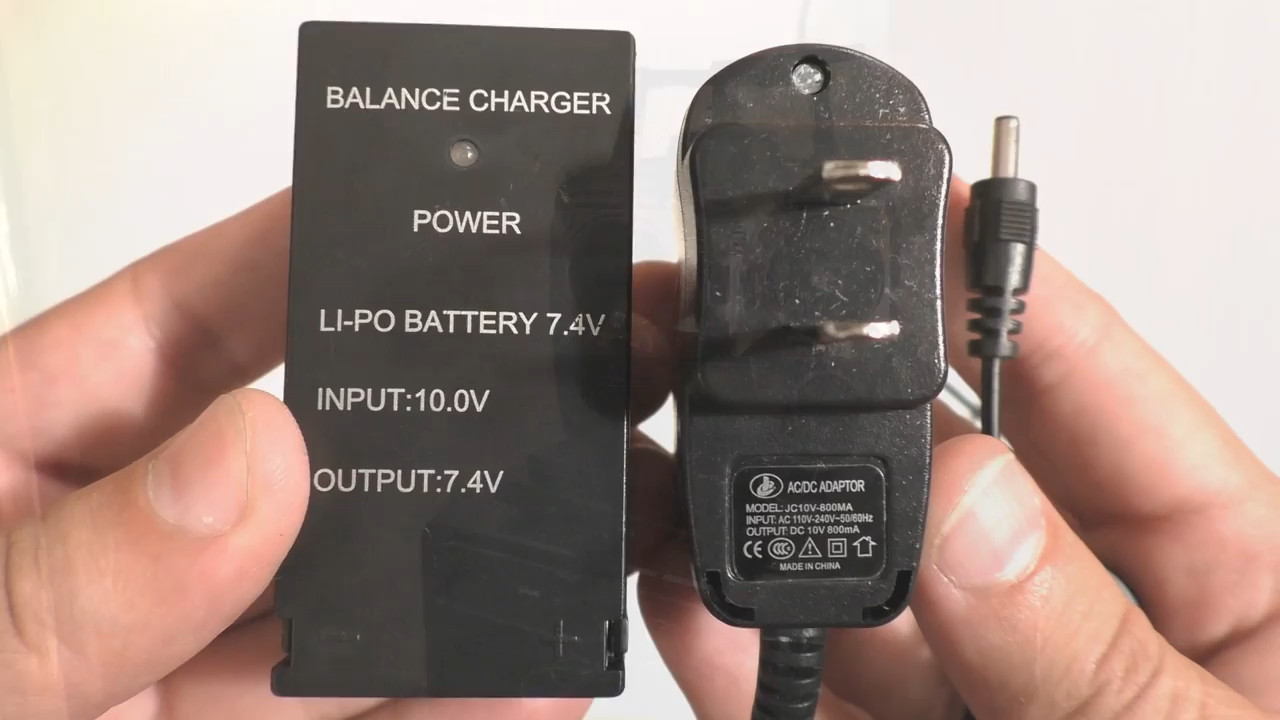 BALANCE CHARGER
POWER
LI-PO BATTERY 7.4V
INPUT:10.0V
OUTPUT:7.4V
+
AC/DC ADAPTOR
MODEL: JC10V-800MA
INPUT: AC 110V-240V~50/60Hz
OUTPUT: DC 10V 800mA
CE CCC
MADE IN CHINA